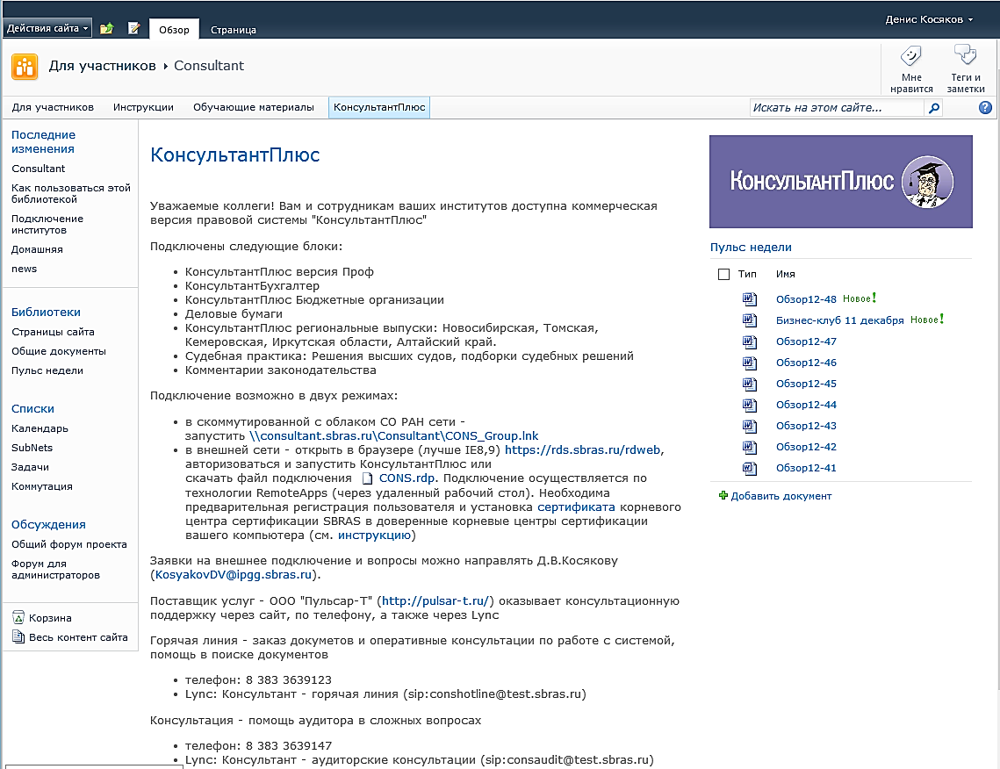 Действия сайта
Обзор
Страница
Денис Косяков
Для участников
Consultant
Мне
нравится
Теги и
заметки
Для участников
Инструкции
Обучающие материалы
КонсультантПлюс
Искать на этом сайте...
Последние
изменения
Consultant
Как пользоваться этой
библиотекой
Подключение
институтов
Домашняя
news
Библиотеки
Страницы сайта
Общие документы
Пульс недели
Списки
Календарь
SubNets
Задачи
Коммутация
Обсуждения
Общий форум проекта
Форум для
администраторов
Корзина
Весь контент сайта
КонсультантПлюс
Уважаемые коллеги! Вам и сотрудникам ваших институтов доступна коммерческая
версия правовой системы "КонсультантПлюс"
Подключены следующие блоки:
• КонсультантПлюс версия Проф
• КонсультантБухгалтер
• КонсультантПлюс Бюджетные организации
• Деловые бумаги
• КонсультантПлюс региональные выпуски: Новосибирская, Томская,
Кемеровская, Иркутская области, Алтайский край.
• Судебная практика: Решения высших судов, подборки судебных решений
• Комментарии законодательства
Подключение возможно в двух режимах:
• в скоммутированной с облаком СО РАН сети -
запустить \\consultant.sbras.ru\Consultant\CONS_Group.lnk
• в внешней сети - открыть в браузере (лучше IE8,9) https://rds.sbras.ru/rdweb,
авторизоваться и запустить КонсультантПлюс или
скачать файл подключения CONS.rdp. Подключение осуществляется по
технологии RemoteApps (через удаленный рабочий стол). Необходима
предварительная регистрация пользователя и установка сертификата корневого
центра сертификации SBRAS в доверенные корневые центры сертификации
вашего компьютера (см. инструкцию)
Заявки на внешнее подключение и вопросы можно направлять Д.В.Косякову
(KosyakovDV@ipgg.sbras.ru).
Поставщик услуг - ООО "Пульсар-Т" (http://pulsar-t.ru/) оказывает консультационную
поддержку через сайт, по телефону, а также через Lync
Горячая линия - заказ докуметов и оперативные консультации по работе с системой,
помощь в поиске документов
• телефон: 8 383 3639123
• Lync: Консультант - горячая линия (sip:conshotline@test.sbras.ru)
Консультация - помощь аудитора в сложных вопросах
• телефон: 8 383 3639147
• Lync: Консультант - аудиторские консультации (sip:consaudit@test.sbras.ru)
КонсультантПлюс
Пульс недели
Тип Имя
Обзор12-48 Новое!
Бизнес-клуб 11 декабря Новое!
Обзор12-47
Обзор12-46
Обзор12-45
Обзор12-44
Обзор12-43
Обзор12-42
Обзор12-41
Добавить документ